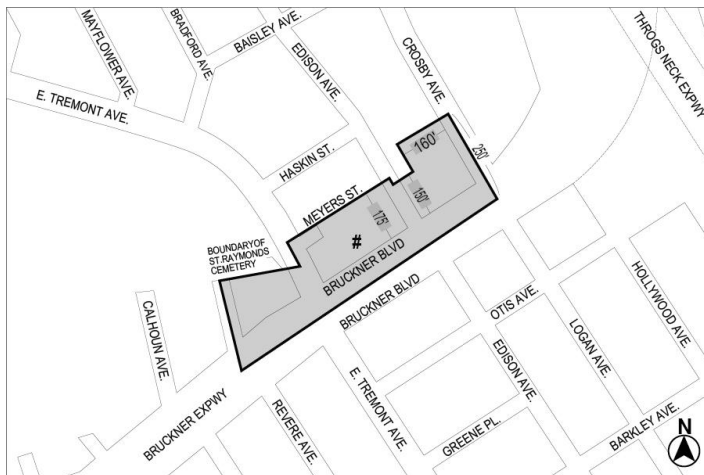 MAYFLOWER AVE.
BRADFORD AVE.
BAISLEY AVE.
EDISON AVE.
CROSBY AVE.
THROGS NECK EXPWY
E. TREMONT AVE.
HASKIN ST.
160'
250'
MEYERS ST.
150'
175'
#
BOUNDARY OF
ST. RAYMONDS
CEMETERY
BRUCKNER BLVD
BRUCKNER BLVD
CALHOUN AVE.
OTIS AVE.
HOLLYWOOD AVE.
LOGAN AVE.
EDISON AVE.
E. TREMONT AVE.
BRUCKNER EXPWY
REVERE AVE.
GREENE PL.
BARKLEY AVE.
N